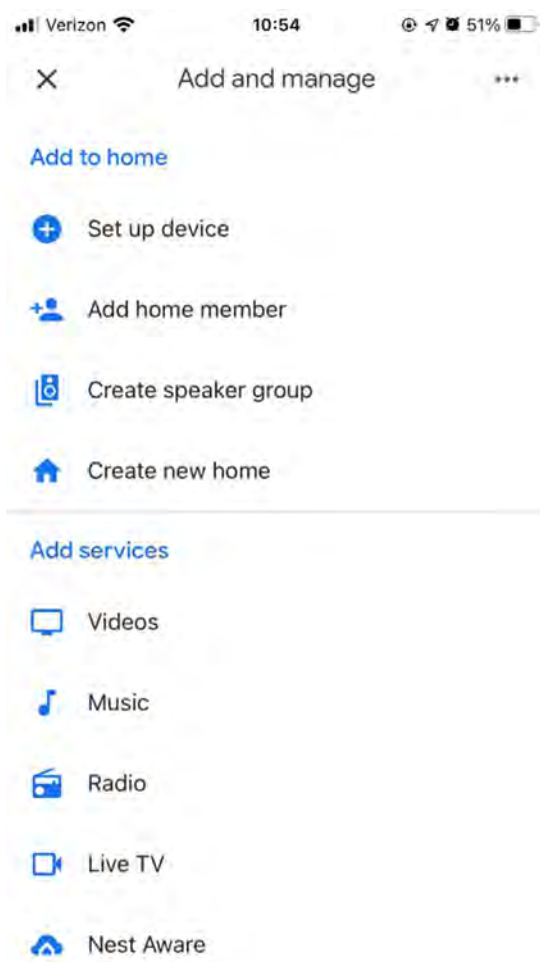 Verizon 10:54 51%
Add and manage
Add to home
Set up device
Add home member
Create speaker group
Create new home
Add services
Videos
Music
Radio
Live TV
Nest Aware